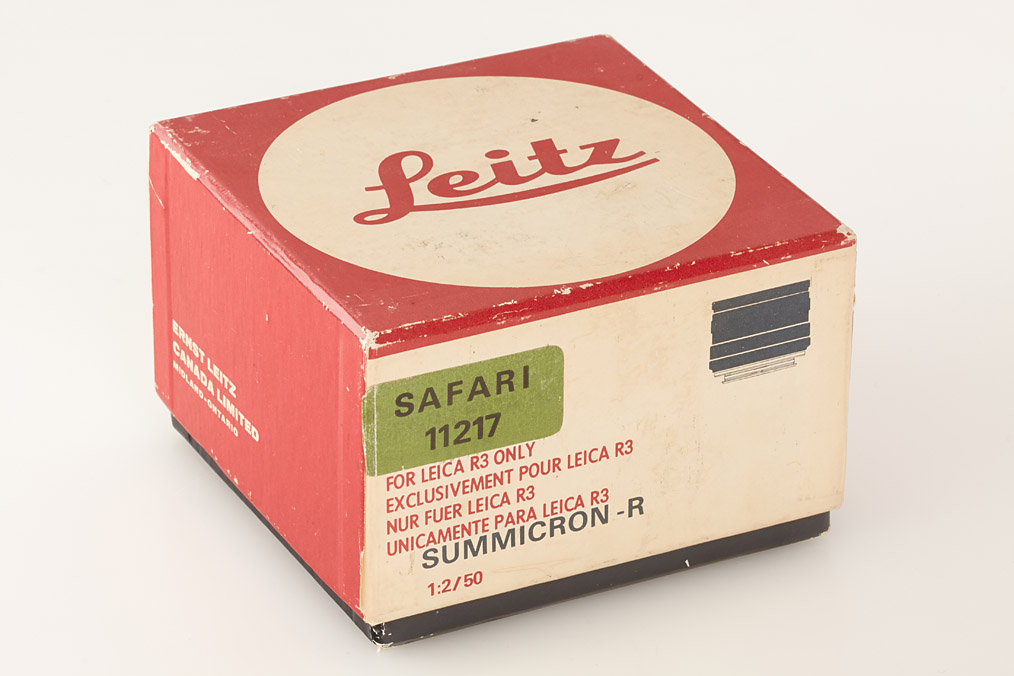 Leitz
ERNST LEITZ
CANADA LIMITED
MIDLAND-ONTARIO
SAFARI
11217
FOR LEICA R3 ONLY
EXCLUSIVEMENT POUR LEICA R3
NUR FUER LEICA R3
UNICAMENTE PARA LEICA R3
SUMMICRON -R
1:2/50